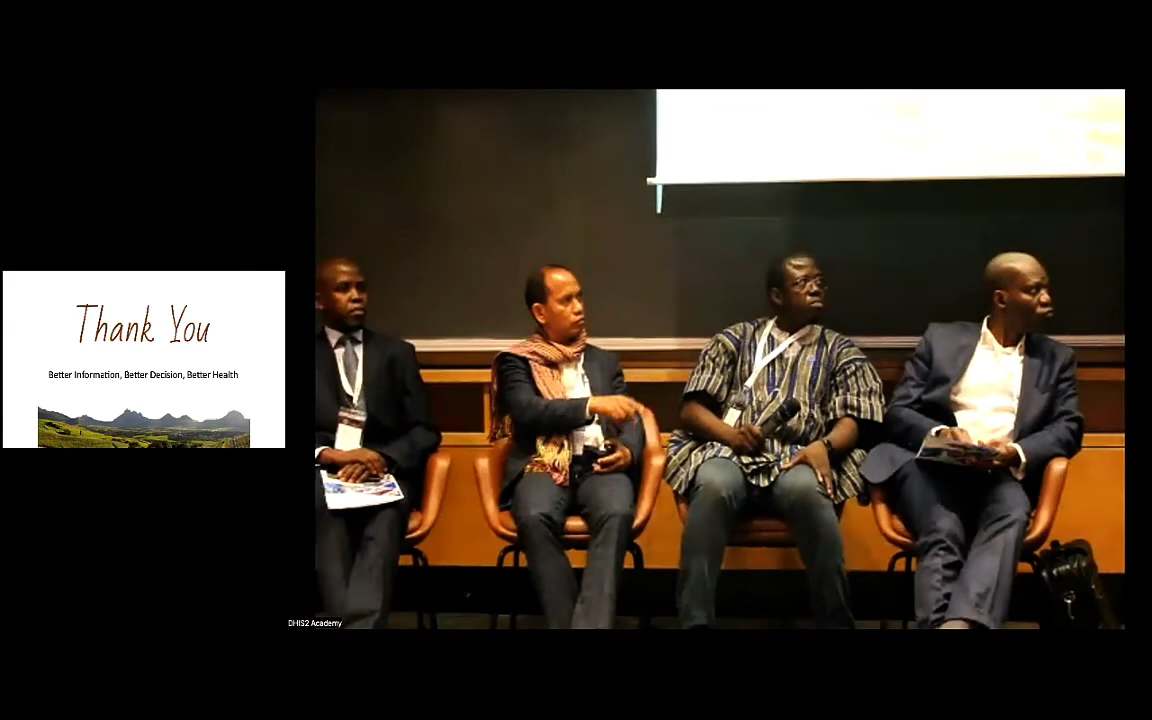 Thank You
Better Information, Better Decision, Better Health
DHIS2 Academy